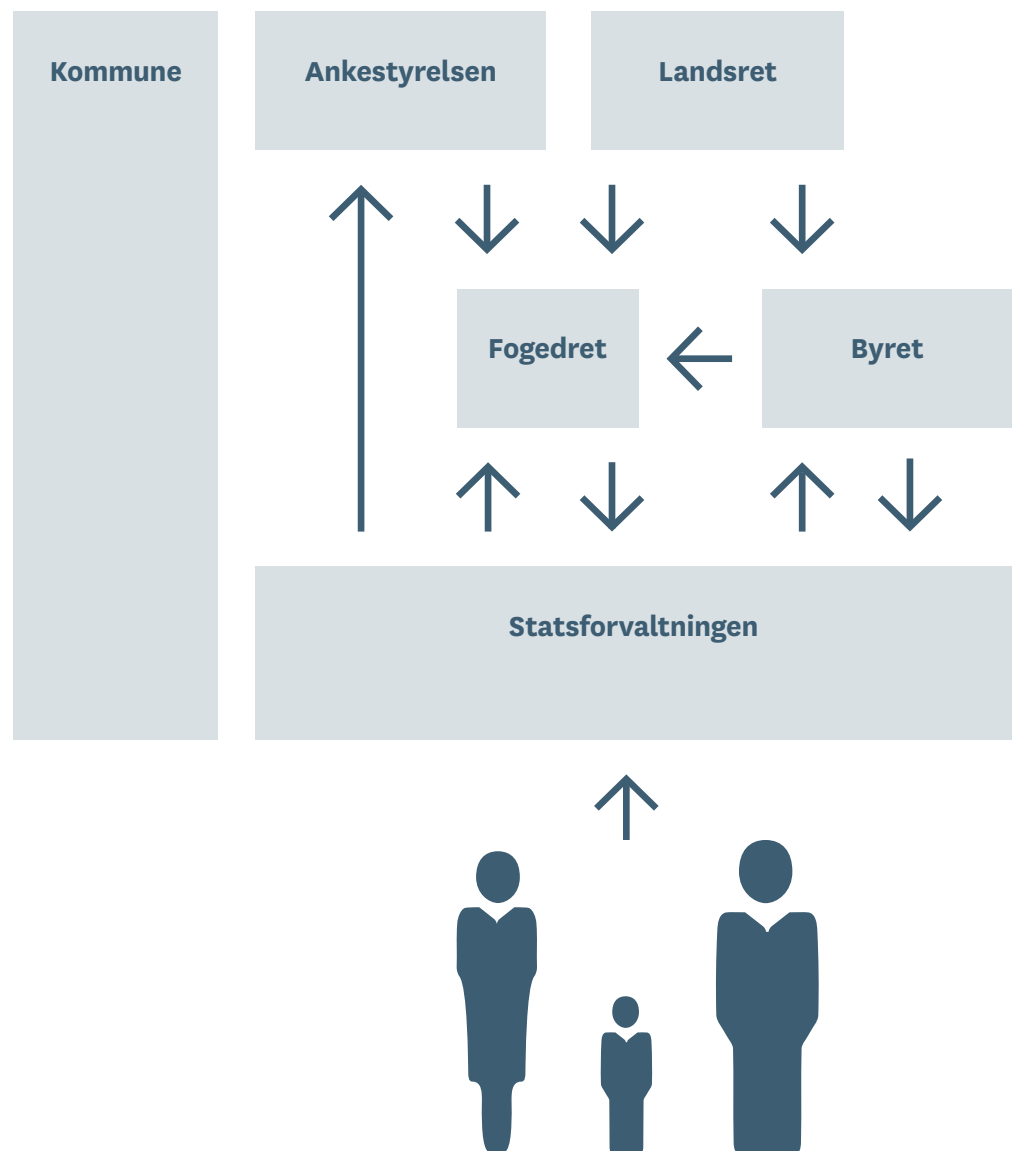 Kommune
Ankestyrelsen
Landsret
Fogedret
Byret
Statsforvaltningen